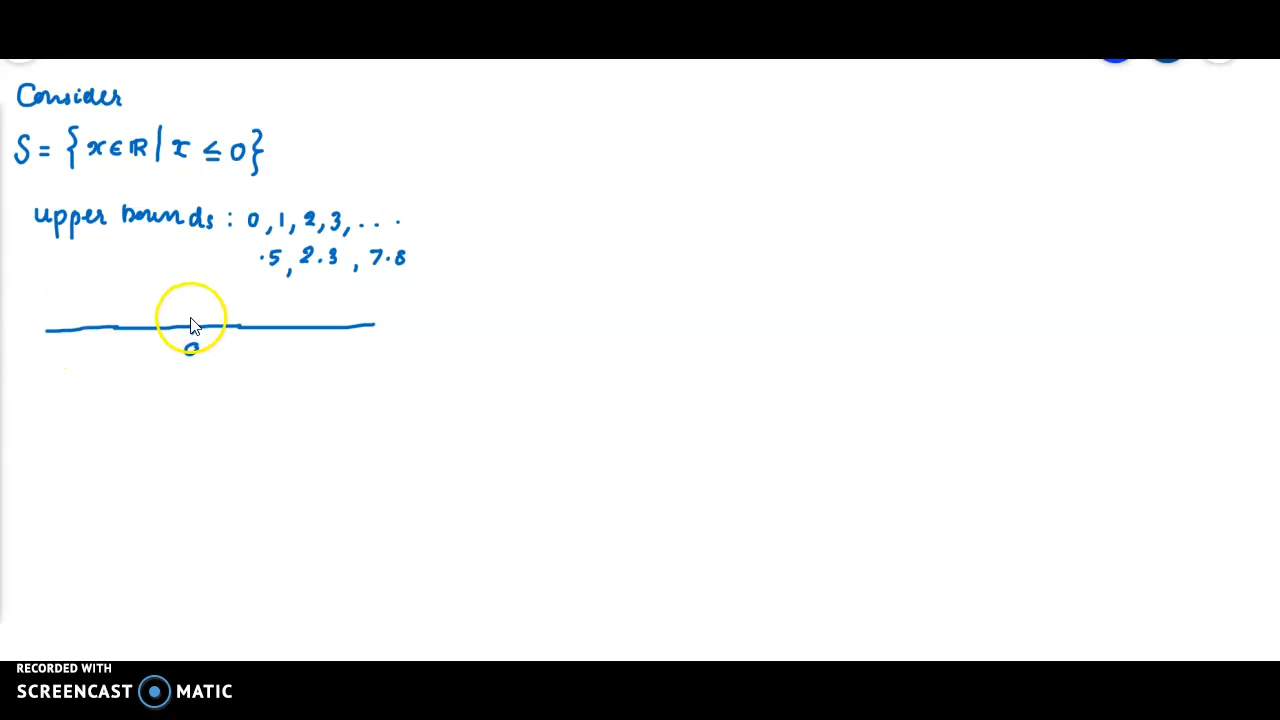 Consider
S = {x ∈ ℝ | x ≤ 0}
upper bounds : 0, 1, 2, 3, ...
.5, 2.3, 7.8
0
RECORDED WITH
SCREENCAST MATIC